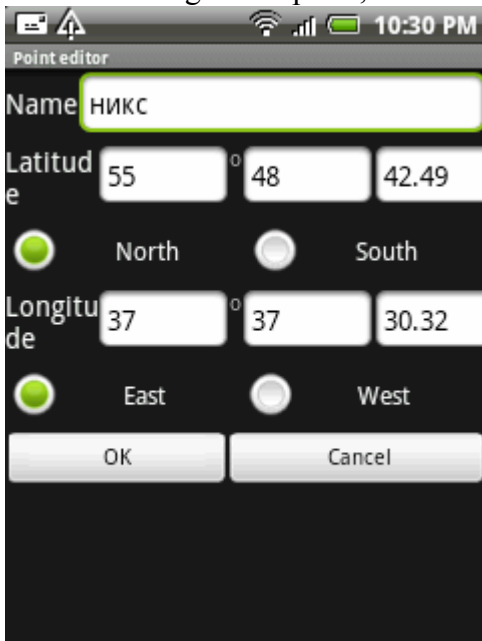 10:30 PM
Point editor
Name никс
Latitud
e 55 ° 48 42.49
North South
Longitu
de 37 ° 37 30.32
East West
OK Cancel